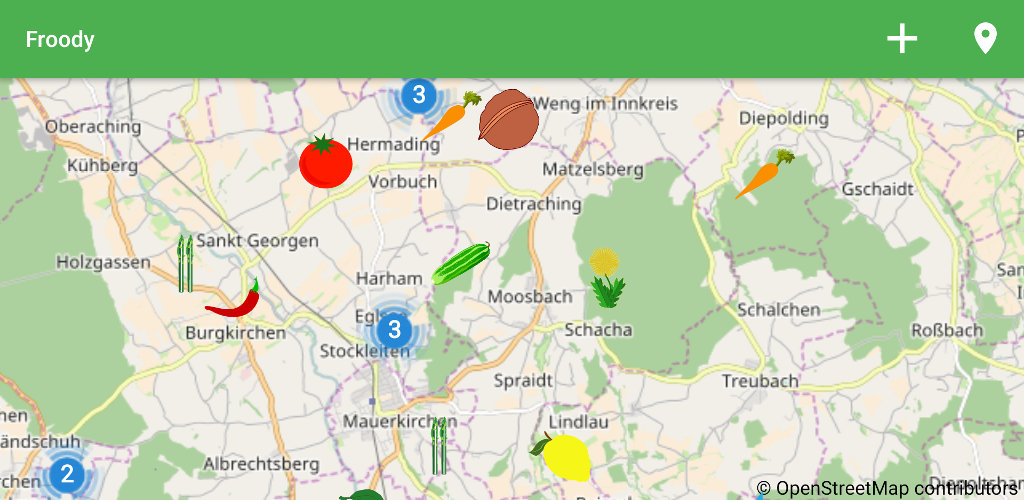 Froody
3
Weng im Innkreis
Diepolding
Oberaching
Hermading
Kühberg
Matzelsberg
Vorbuch
Gschaidt
Dietraching
Sankt Georgen
Holzgassen
Harham
Moosbach
Schalchen
3
Schacha
Roßbach
Burgkirchen
Stockleiten
Spraidt
Treubach
Mauerkirchen
Lindlau
Albrechtsberg
2
© OpenStreetMap contributors